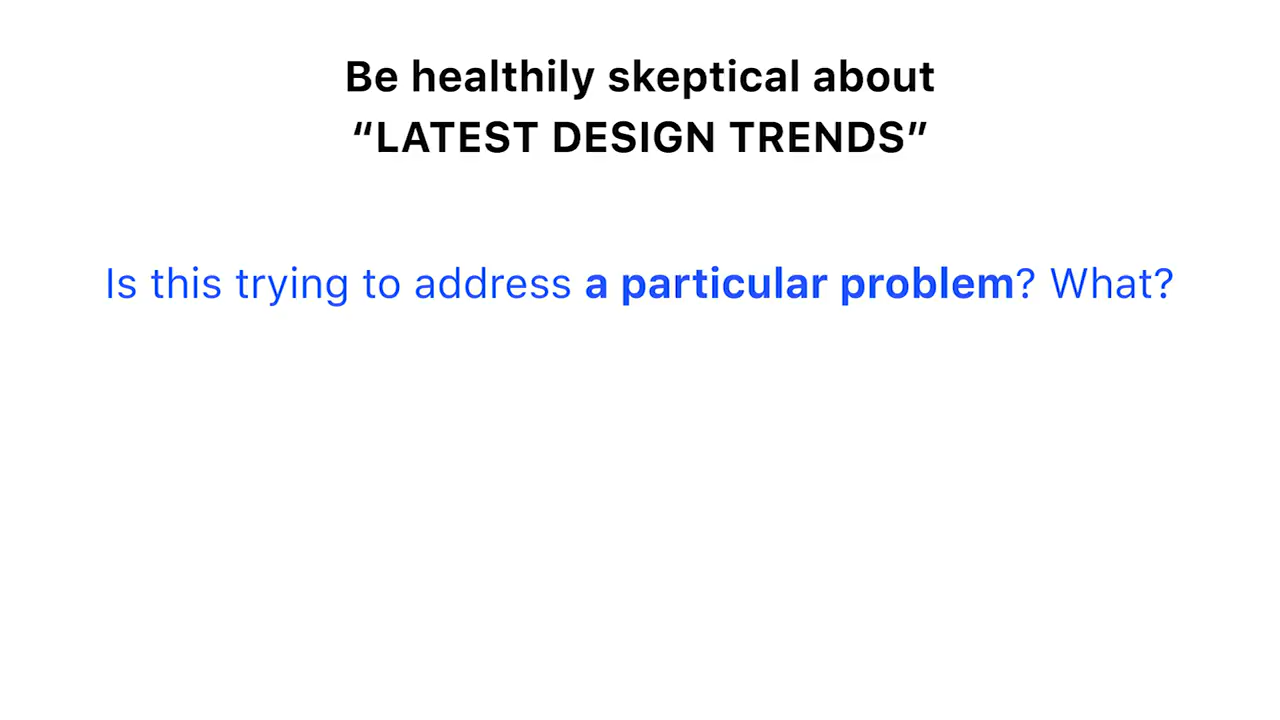 Be healthily skeptical about
“LATEST DESIGN TRENDS”
Is this trying to address a particular problem? What?